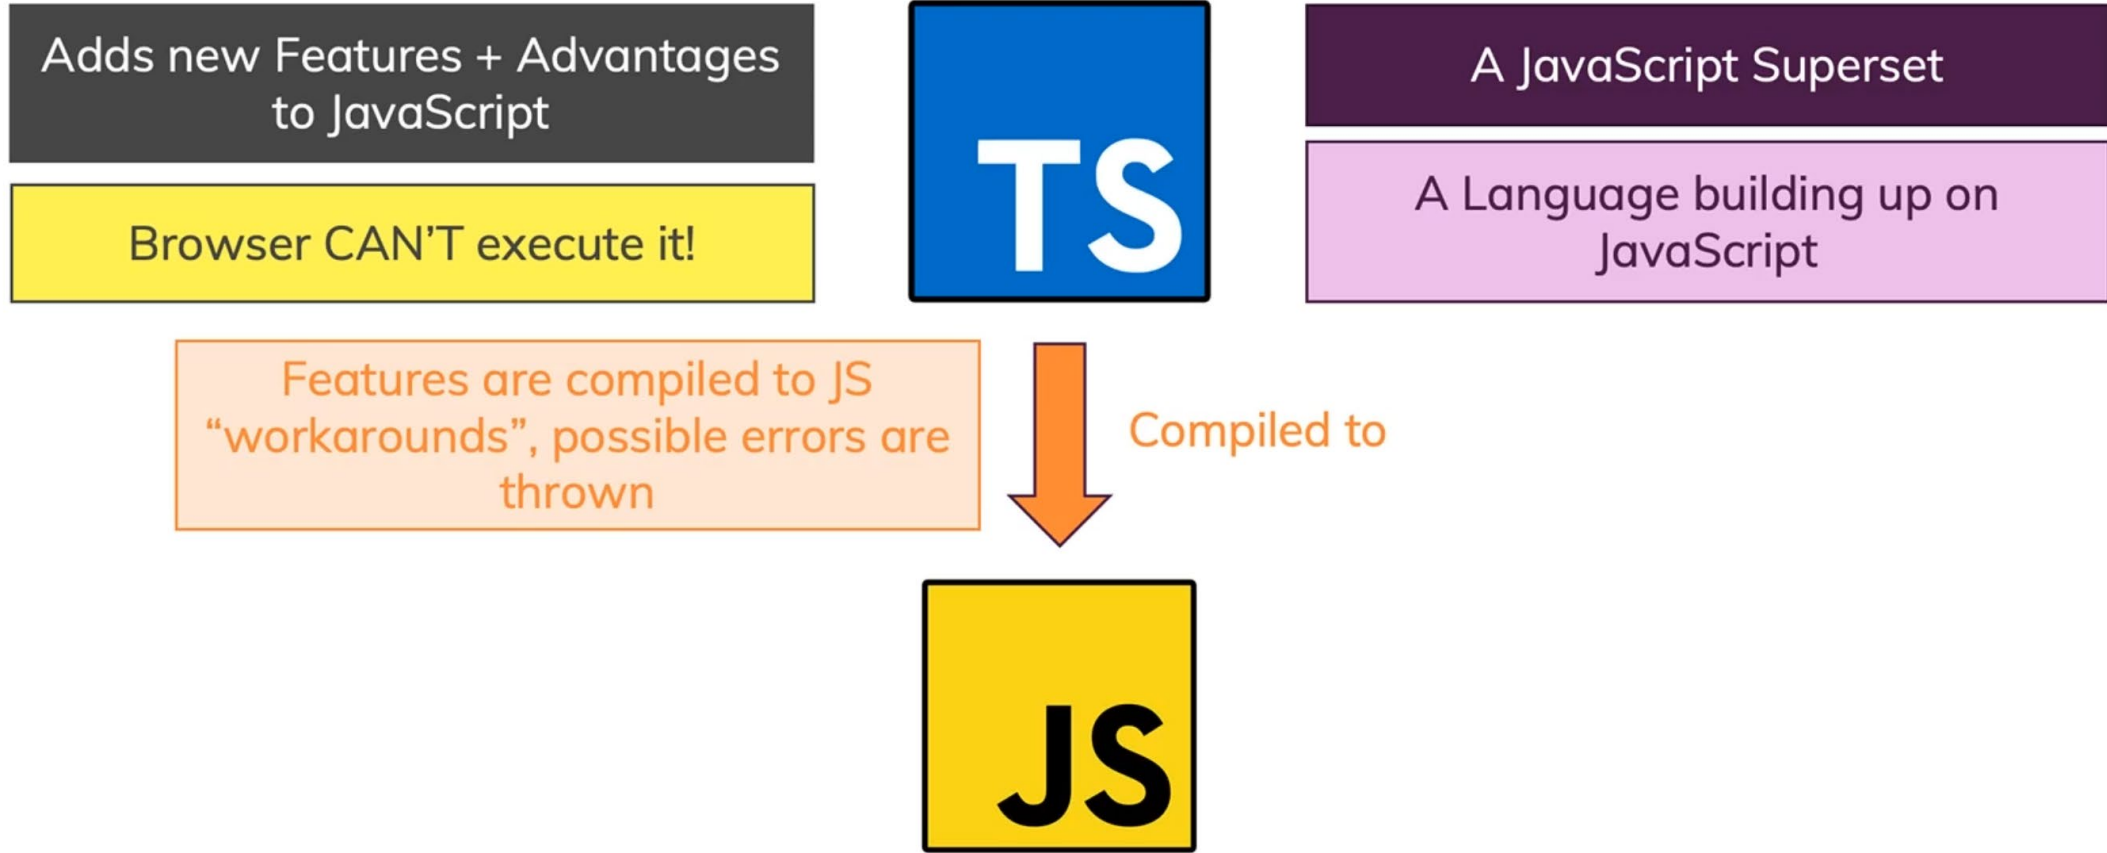 Adds new Features + Advantages
to JavaScript
Browser CAN’T execute it!
TS
A JavaScript Superset
A Language building up on
JavaScript
Features are compiled to JS
“workarounds”, possible errors are
thrown
Compiled to
JS